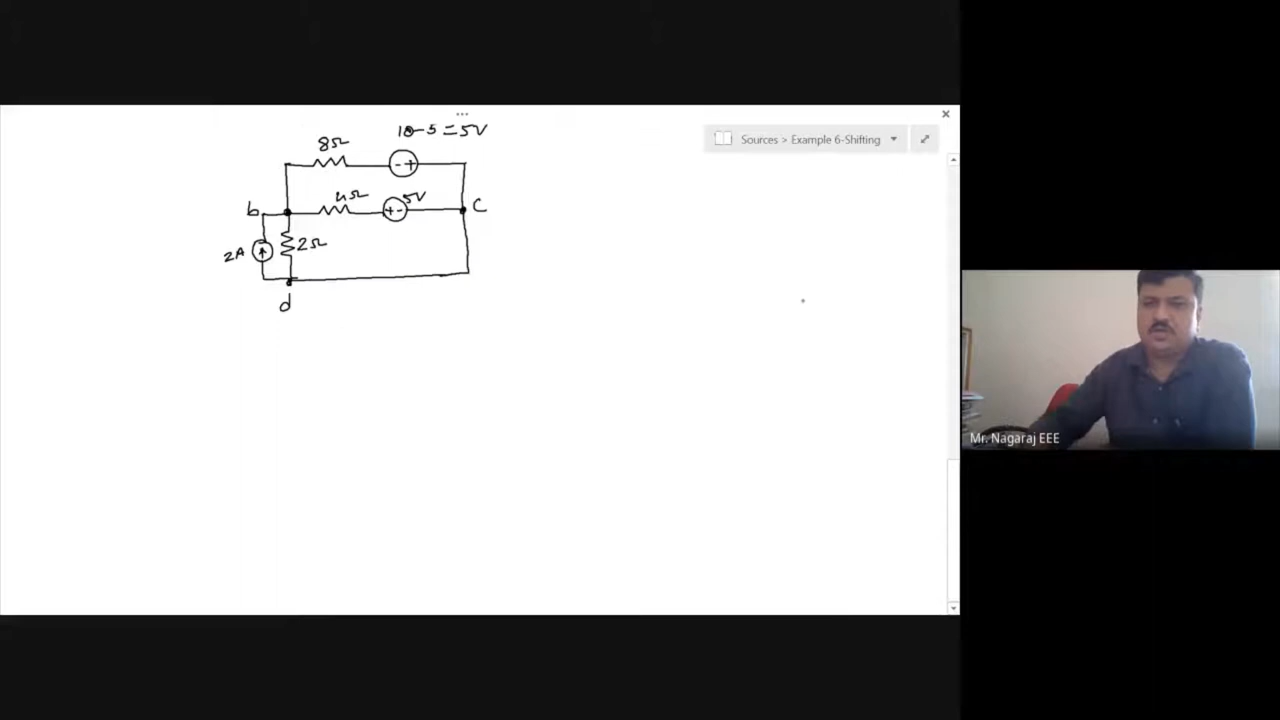 10-5=5V
8Ω
Sources > Example 6-Shifting
- +
4Ω
5V
b
+ -
c
2A
2Ω
d
Mr. Nagaraj EEE